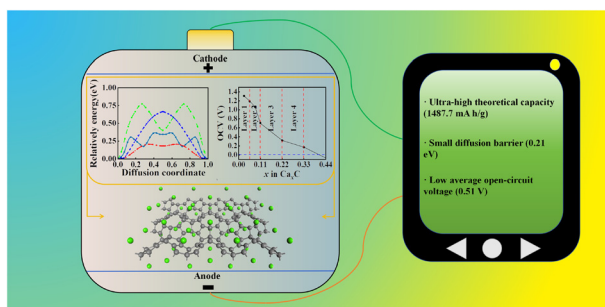 Cathode
+
Relatively energy(eV)
1.00
0.75
0.50
0.25
0.00
0.0 0.2 0.4 0.6 0.8 1.0
Diffusion coordinate
OCV (V)
1.4
1.2
1.0
0.8
0.6
0.4
0.2
0.0
Layer 1
Layer 2
Layer 3
Layer 4
0.00 0.11 0.22 0.33 0.44
x in CaxC
Anode
· Ultra-high theoretical capacity
(1487.7 mA h/g)
· Small diffusion barrier (0.21
eV)
· Low average open-circuit
voltage (0.51 V)